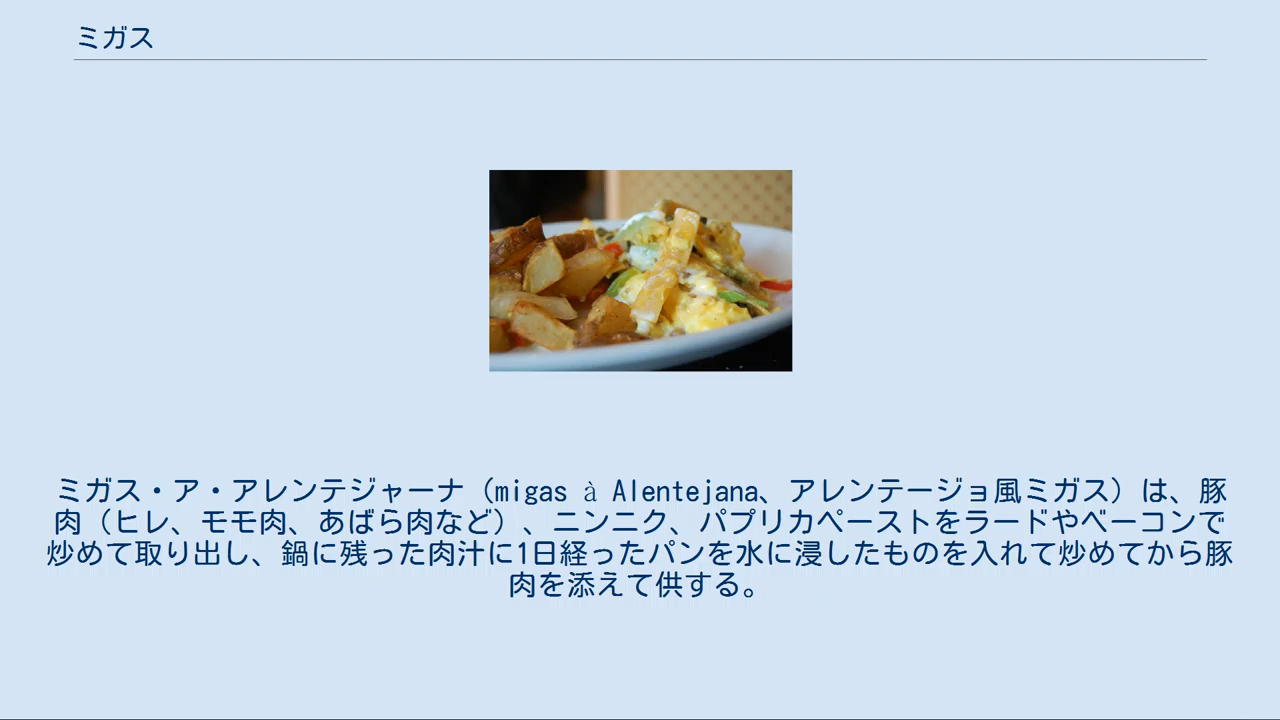 ミガス
ミガス・ア・アレンテジャーナ（migas à Alentejana、アレンテージョ風ミガス）は、豚
肉（ヒレ、モモ肉、あばら肉など）、ニンニク、パプリカペーストをラードやベーコンで
炒めて取り出し、鍋に残った肉汁に1日経ったパンを水に浸したものを入れて炒めてから豚
肉を添えて供する。